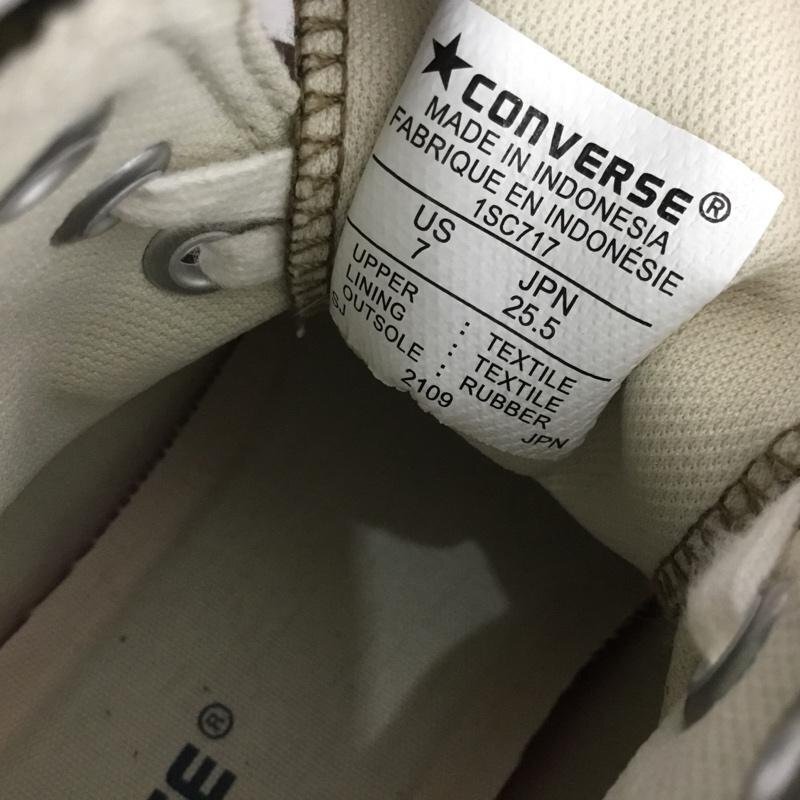 ★CONVERSE®
MADE IN INDONESIA
FABRIQUE EN INDONÉSIE
1SC717
US JPN
7 25.5
UPPER : TEXTILE
LINING : TEXTILE
OUTSOLE : RUBBER
SJ 2109 JPN
SE®